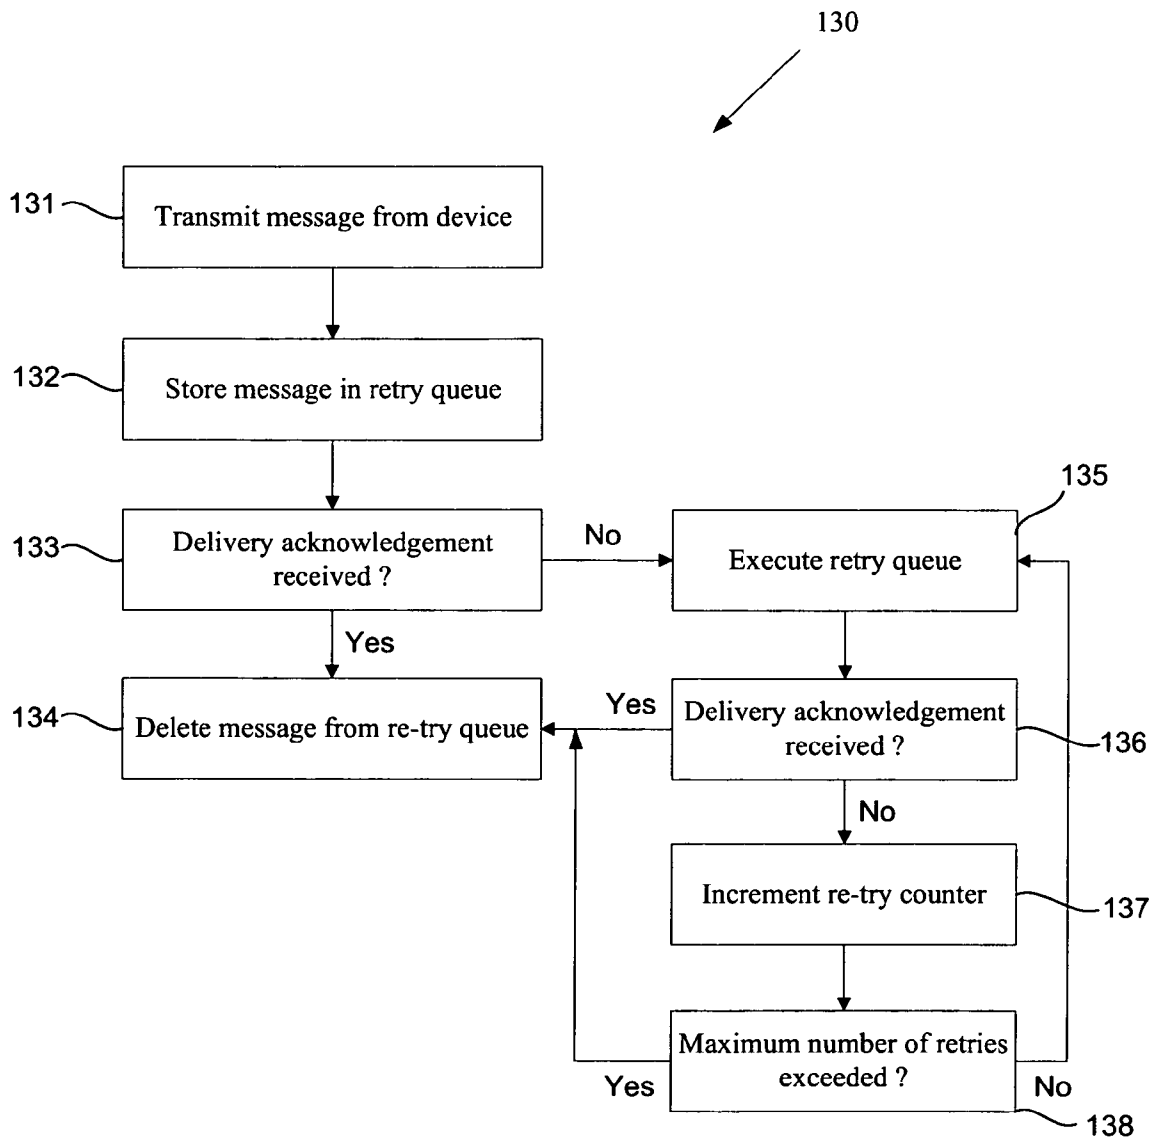 130
131
Transmit message from device
132
Store message in retry queue
133
Delivery acknowledgement
received ?
No
135
Execute retry queue
Yes
134
Delete message from re-try queue
Yes
Delivery acknowledgement
received ?
136
No
Increment re-try counter
137
Maximum number of retries
exceeded ?
Yes
No
138